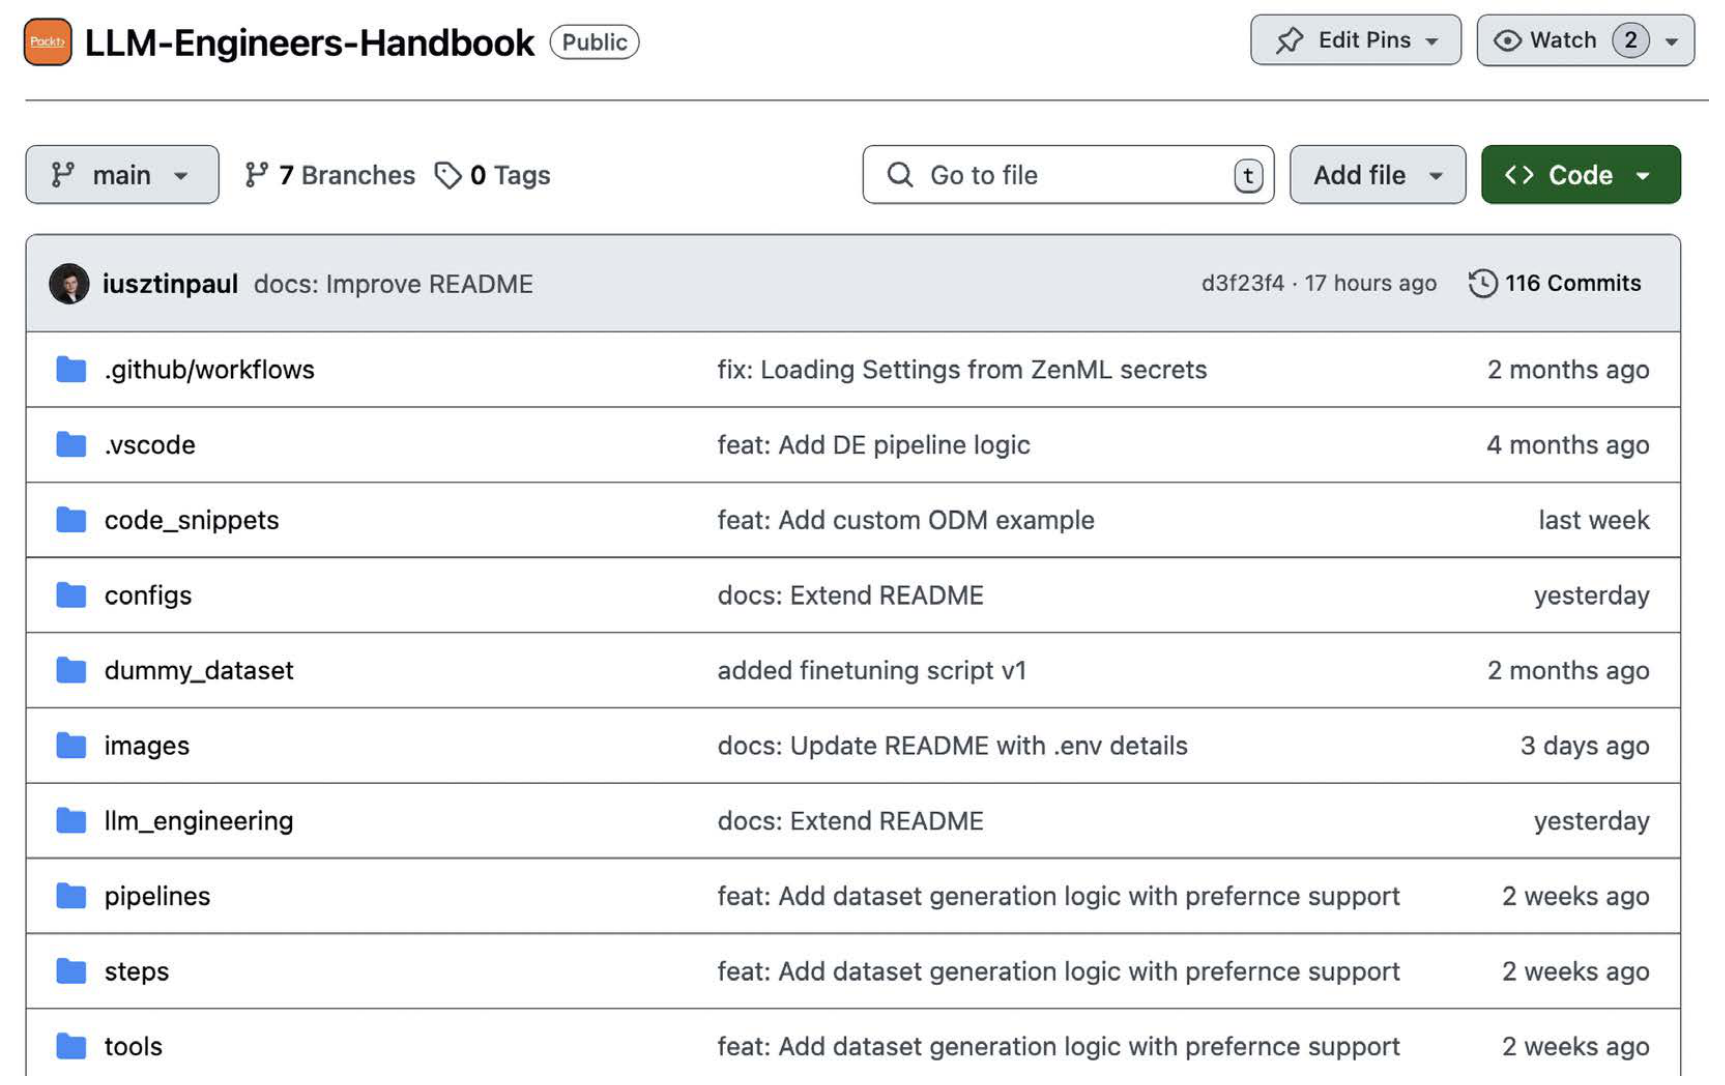 Packt> LLM-Engineers-Handbook Public Edit Pins Watch 2
main 7 Branches 0 Tags Go to file t Add file <> Code
iusztinpaul docs: Improve README d3f23f4 · 17 hours ago 116 Commits
.github/workflows fix: Loading Settings from ZenML secrets 2 months ago
.vscode feat: Add DE pipeline logic 4 months ago
code_snippets feat: Add custom ODM example last week
configs docs: Extend README yesterday
dummy_dataset added finetuning script v1 2 months ago
images docs: Update README with .env details 3 days ago
llm_engineering docs: Extend README yesterday
pipelines feat: Add dataset generation logic with prefernce support 2 weeks ago
steps feat: Add dataset generation logic with prefernce support 2 weeks ago
tools feat: Add dataset generation logic with prefernce support 2 weeks ago